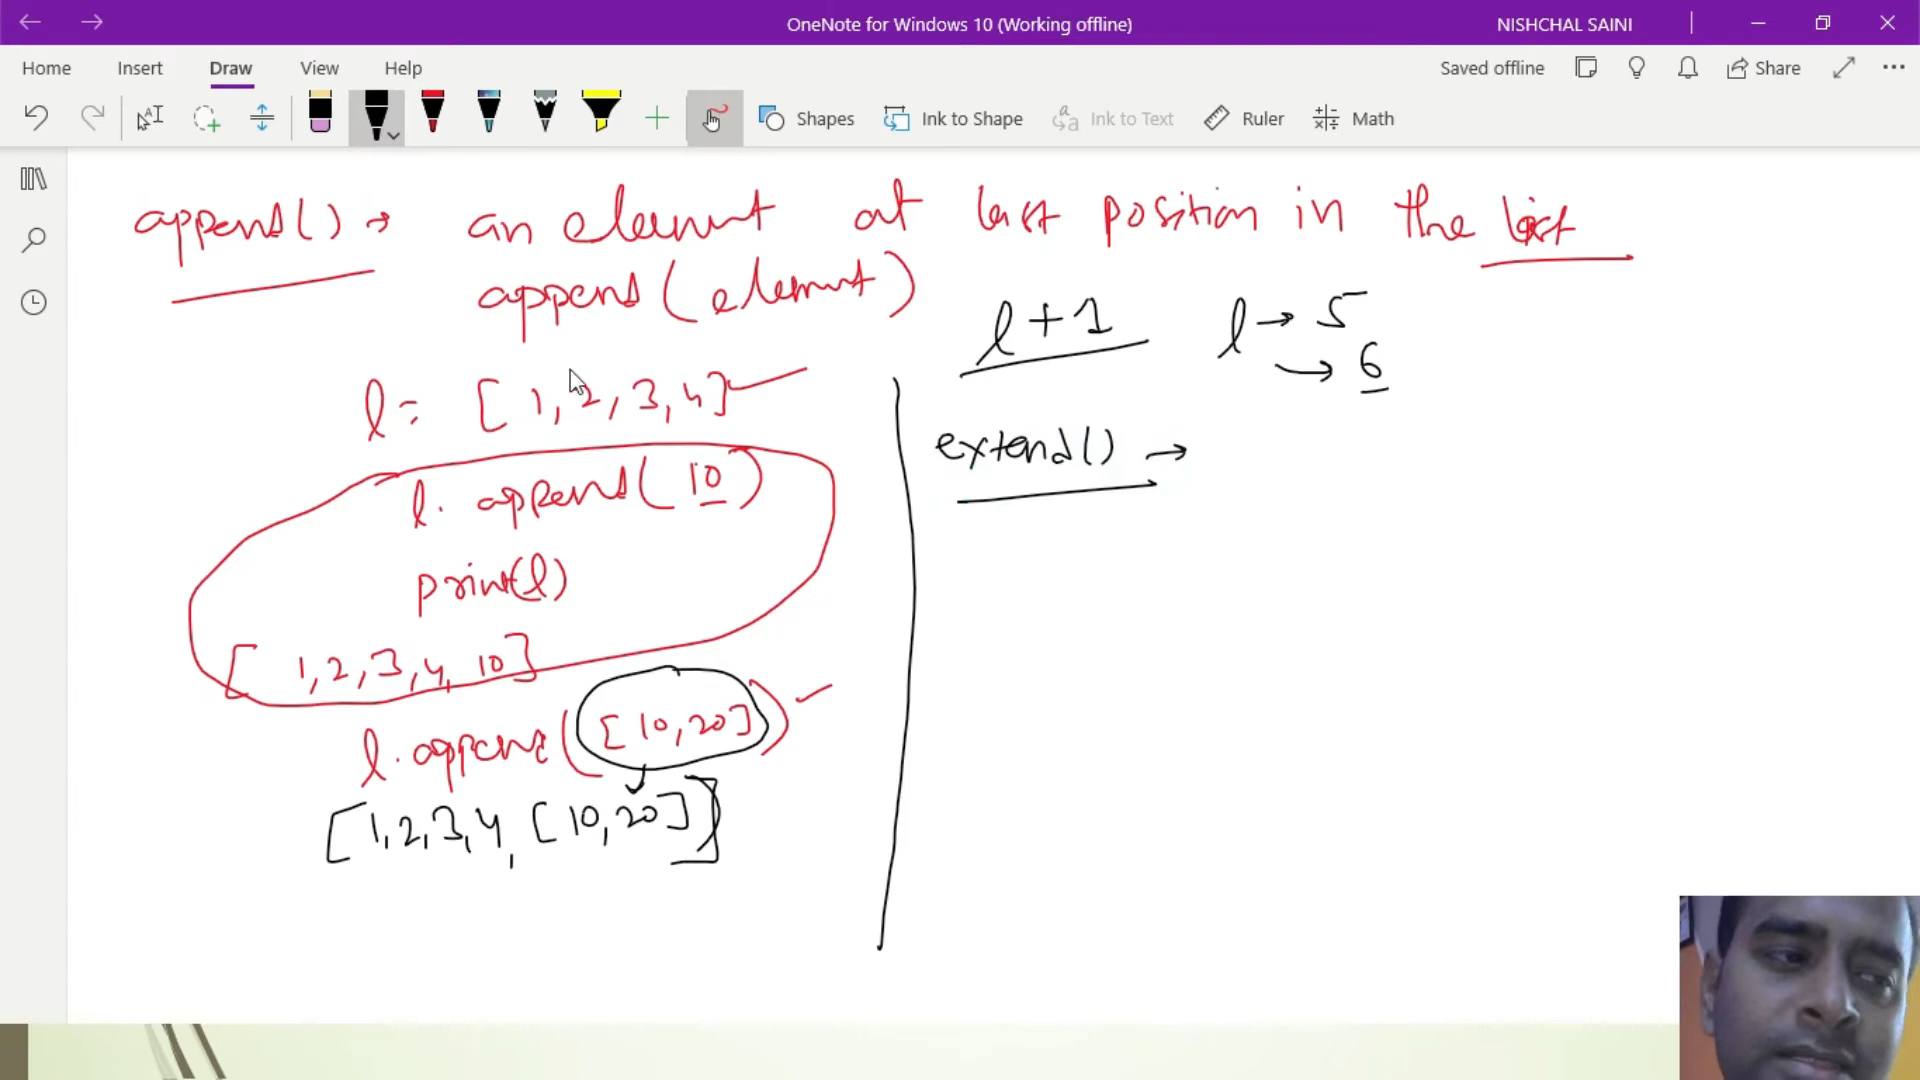 OneNote for Windows 10 (Working offline)
NISHCHAL SAINI
Home Insert Draw View Help
Saved offline Share
Shapes Ink to Shape Ink to Text Ruler Math
append() → an element at last position in the list
append(element)
l = [1,2,3,4]
l.append(10)
print(l)
[1,2,3,4,10]
l.append([10,20])
[1,2,3,4,[10,20]]
l+1
l → 5
→ 6
extend() →